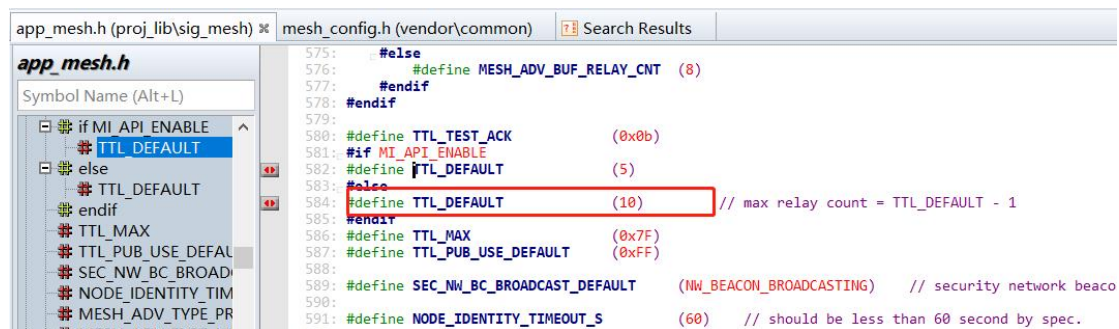 app_mesh.h (proj_lib\sig_mesh) mesh_config.h (vendor\common) Search Results
app_mesh.h
Symbol Name (Alt+L)
if MI_API_ENABLE
TTL_DEFAULT
else
TTL_DEFAULT
endif
TTL_MAX
TTL_PUB_USE_DEFAU
SEC_NW_BC_BROAD
NODE_IDENTITY_TIM
MESH_ADV_TYPE_PR
575: #else
576: #define MESH_ADV_BUF_RELAY_CNT (8)
577: #endif
578: #endif
579:
580: #define TTL_TEST_ACK (0x0b)
581: #if MI_API_ENABLE
582: #define TTL_DEFAULT (5)
583: #else
584: #define TTL_DEFAULT (10) // max relay count = TTL_DEFAULT - 1
585: #endif
586: #define TTL_MAX (0x7F)
587: #define TTL_PUB_USE_DEFAULT (0xFF)
588:
589: #define SEC_NW_BC_BROADCAST_DEFAULT (NW_BEACON_BROADCASTING) // security network beaco
590:
591: #define NODE_IDENTITY_TIMEOUT_S (60) // should be less than 60 second by spec.